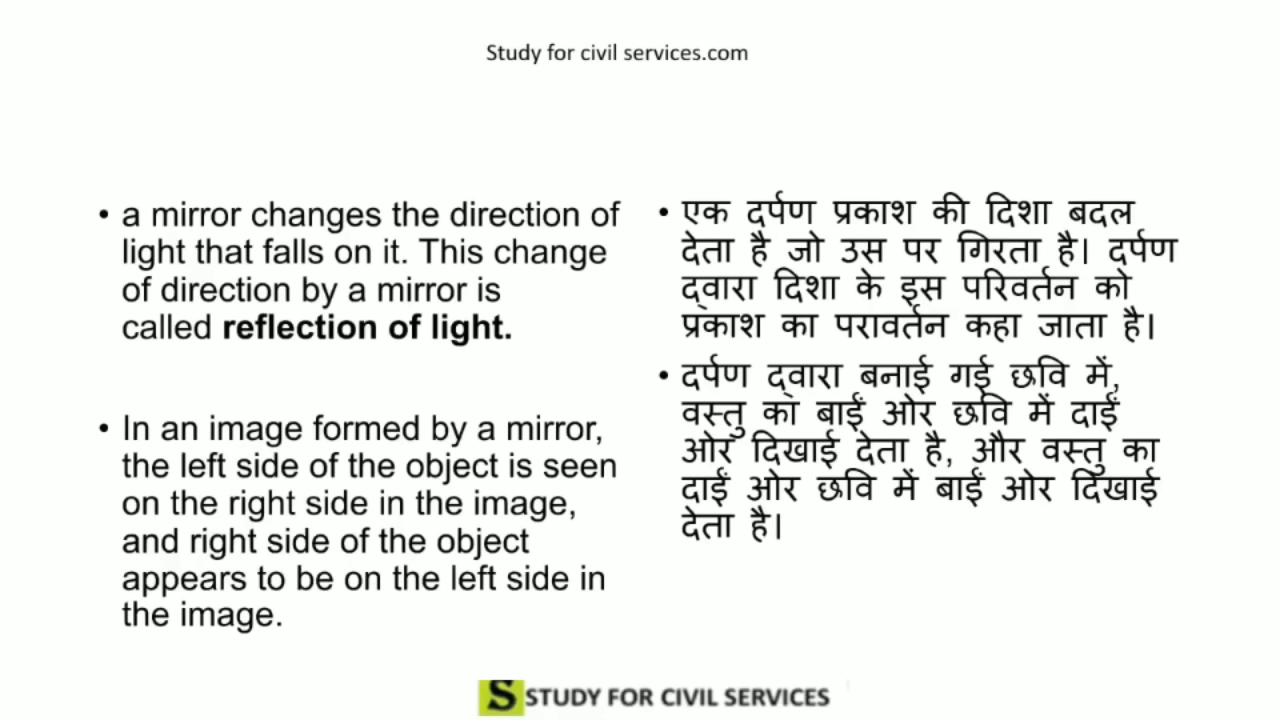 Study for civil services.com
• a mirror changes the direction of
light that falls on it. This change
of direction by a mirror is
called reflection of light.
• In an image formed by a mirror,
the left side of the object is seen
on the right side in the image,
and right side of the object
appears to be on the left side in
the image.
• एक दर्पण प्रकाश की दिशा बदल
देता है जो उस पर गिरता है। दर्पण
द्वारा दिशा के इस परिवर्तन को
प्रकाश का परावर्तन कहा जाता है।
• दर्पण द्वारा बनाई गई छवि में,
वस्तु का बाईं ओर छवि में दाईं
ओर दिखाई देता है, और वस्तु का
दाईं ओर छवि में बाईं ओर दिखाई
देता है।
S STUDY FOR CIVIL SERVICES